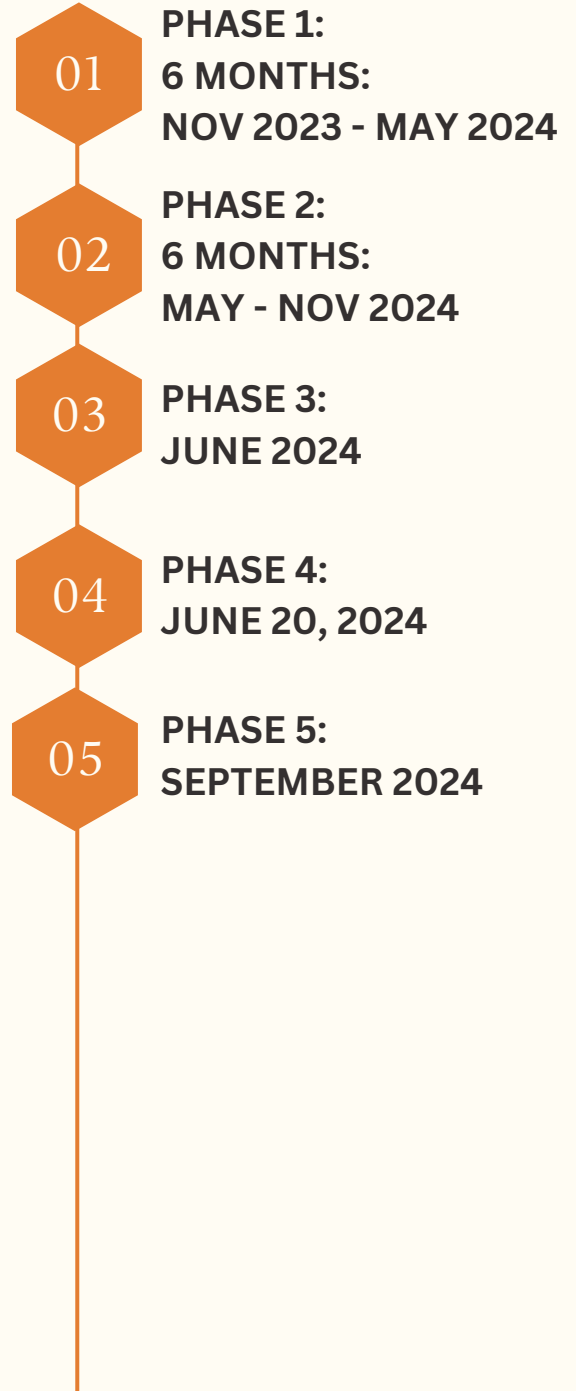 01
PHASE 1:
6 MONTHS:
NOV 2023 - MAY 2024
02
PHASE 2:
6 MONTHS:
MAY - NOV 2024
03
PHASE 3:
JUNE 2024
04
PHASE 4:
JUNE 20, 2024
05
PHASE 5:
SEPTEMBER 2024